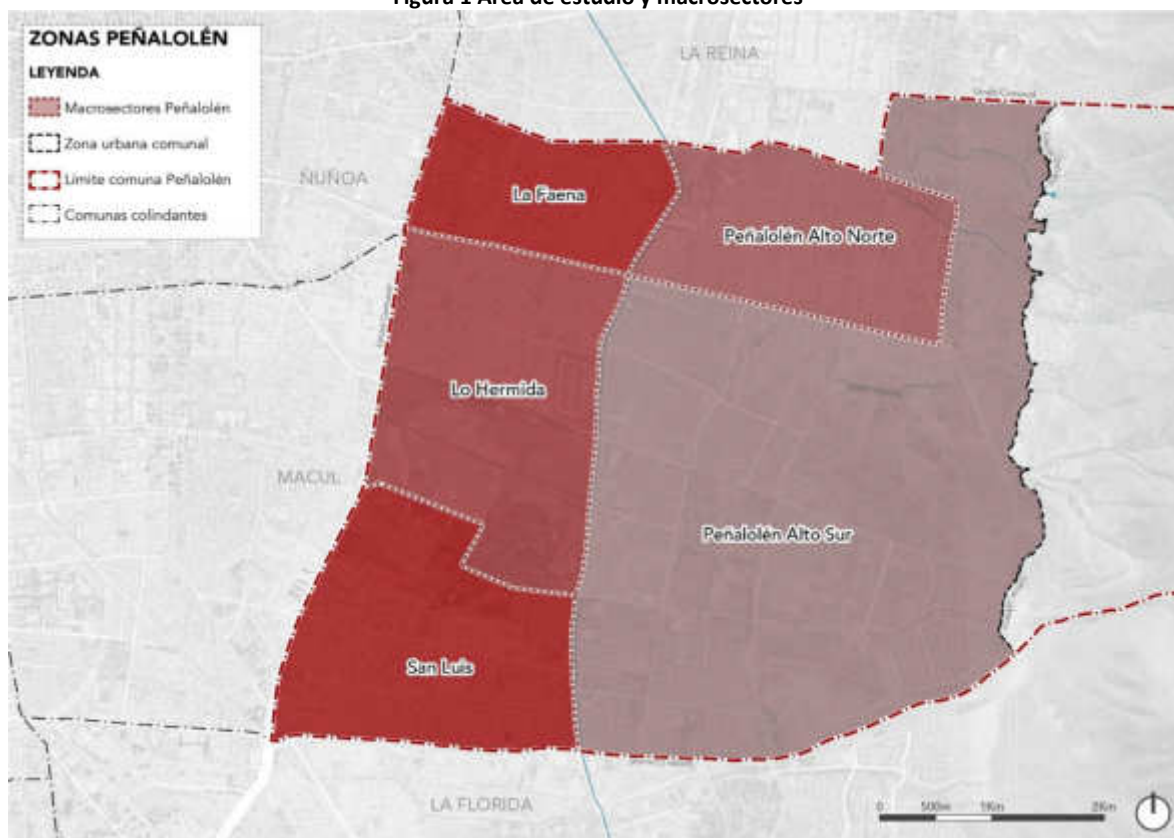 Figura 1 Área de estudio y macrosectores
ZONAS PEÑALOLÉN
LEYENDA
Macrosectores Peñalolén
Zona urbana comunal
Límite comuna Peñalolén
Comunas colindantes
LA REINA
ÑUÑOA
La Faena
Peñalolén Alto Norte
Lo Hermida
MACUL
Peñalolén Alto Sur
San Luis
LA FLORIDA
0 500m 1Km 2Km